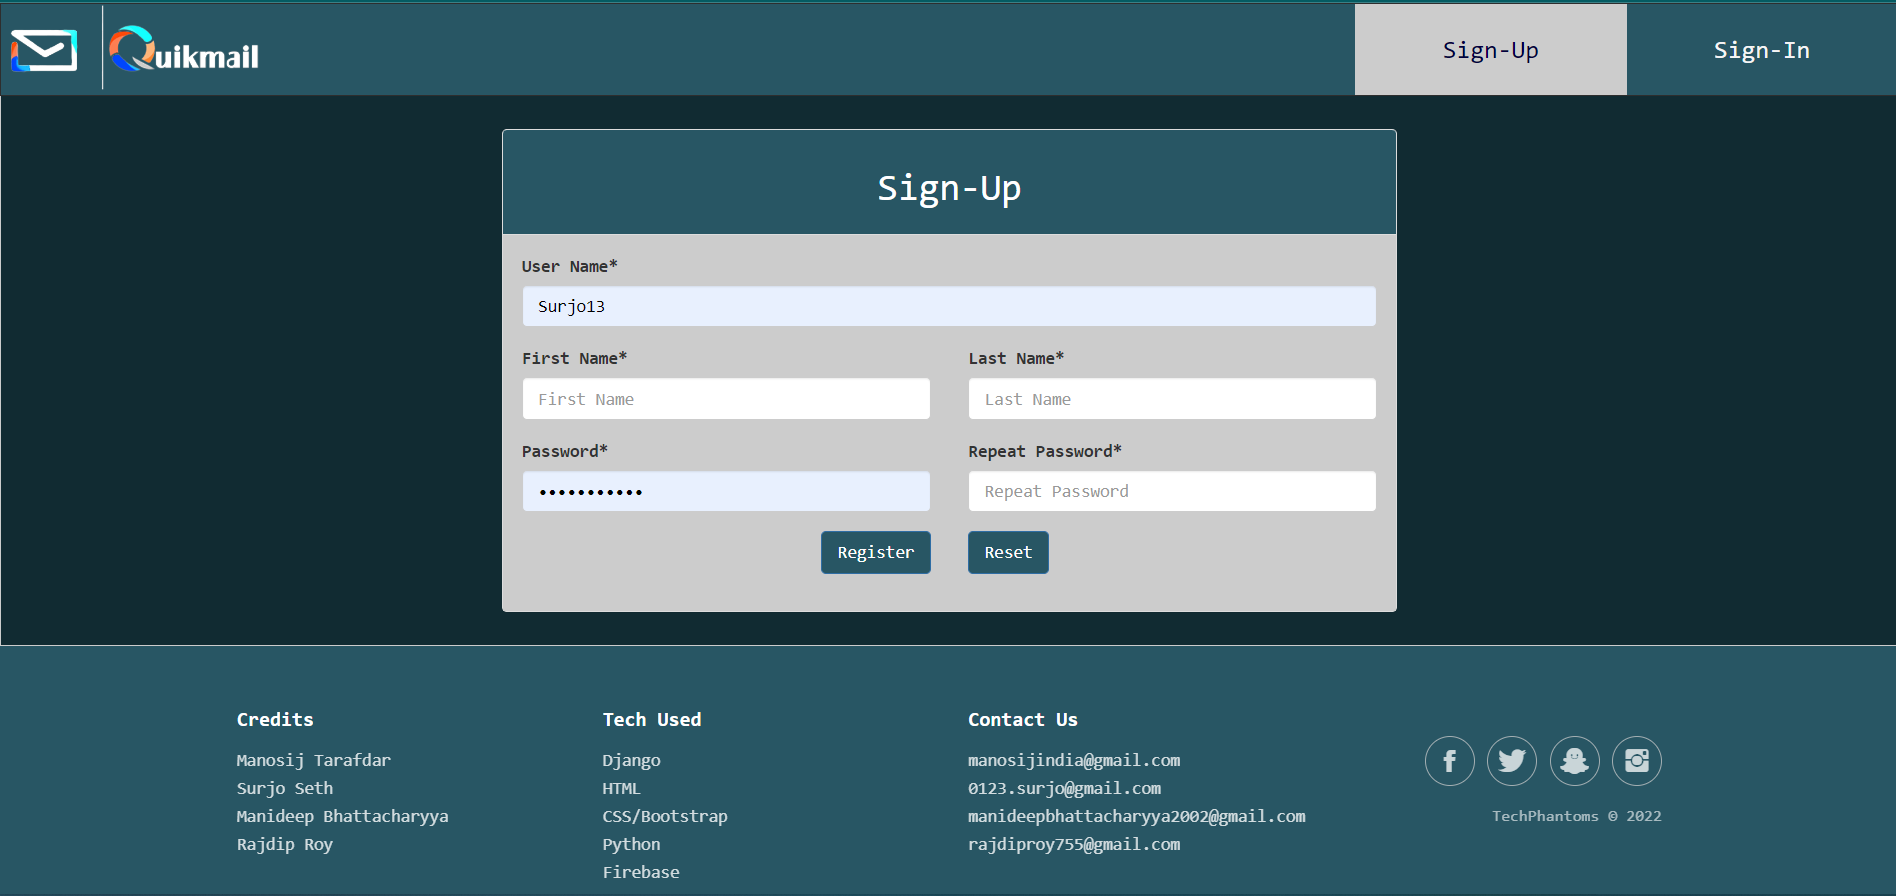 Quikmail
Sign-Up
Sign-In
Sign-Up
User Name*
Surjo13
First Name*
Last Name*
First Name
Last Name
Password*
Repeat Password*
•••••••••••
Repeat Password
Register
Reset
Credits
Manosij Tarafdar
Surjo Seth
Manideep Bhattacharyya
Rajdip Roy
Tech Used
Django
HTML
CSS/Bootstrap
Python
Firebase
Contact Us
manosijindia@gmail.com
0123.surjo@gmail.com
manideepbhattacharyya2002@gmail.com
rajdiproy755@gmail.com
TechPhantoms © 2022